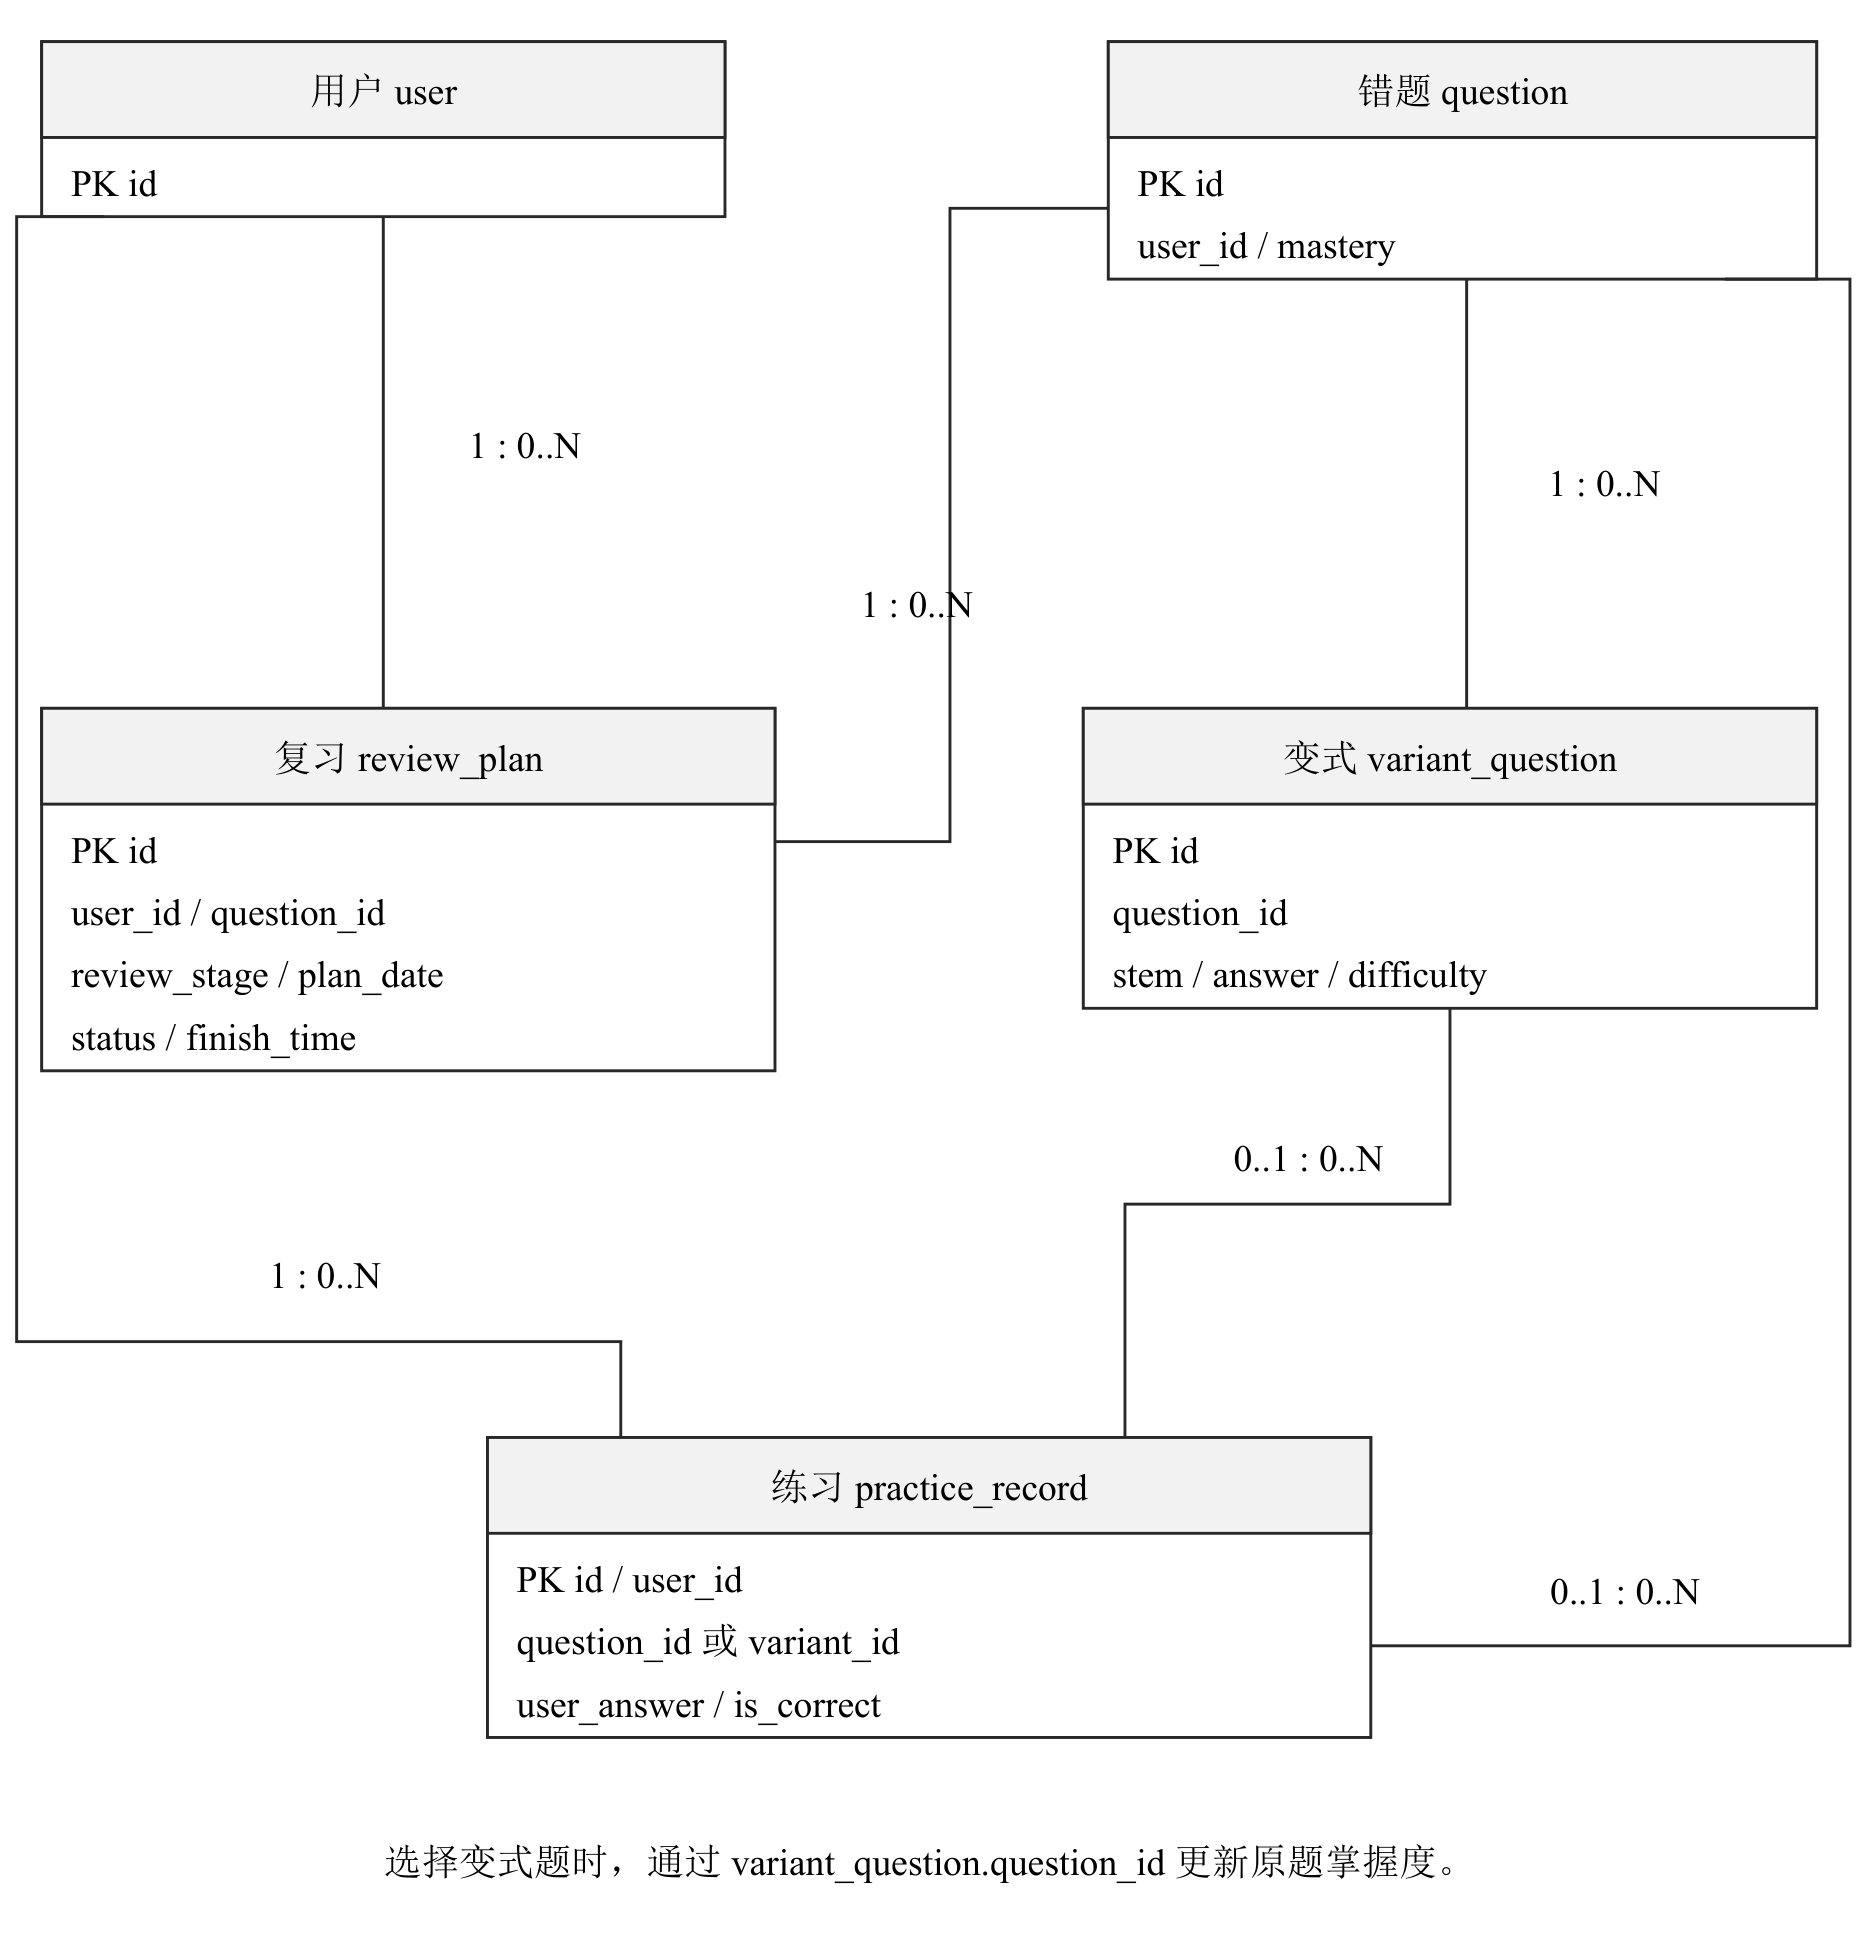 用户 user
PK id
错题 question
PK id
user_id / mastery
1 : 0..N
1 : 0..N
1 : 0..N
复习 review_plan
PK id
user_id / question_id
review_stage / plan_date
status / finish_time
变式 variant_question
PK id
question_id
stem / answer / difficulty
0..1 : 0..N
1 : 0..N
练习 practice_record
PK id / user_id
question_id 或 variant_id
user_answer / is_correct
0..1 : 0..N
选择变式题时，通过 variant_question.question_id 更新原题掌握度。